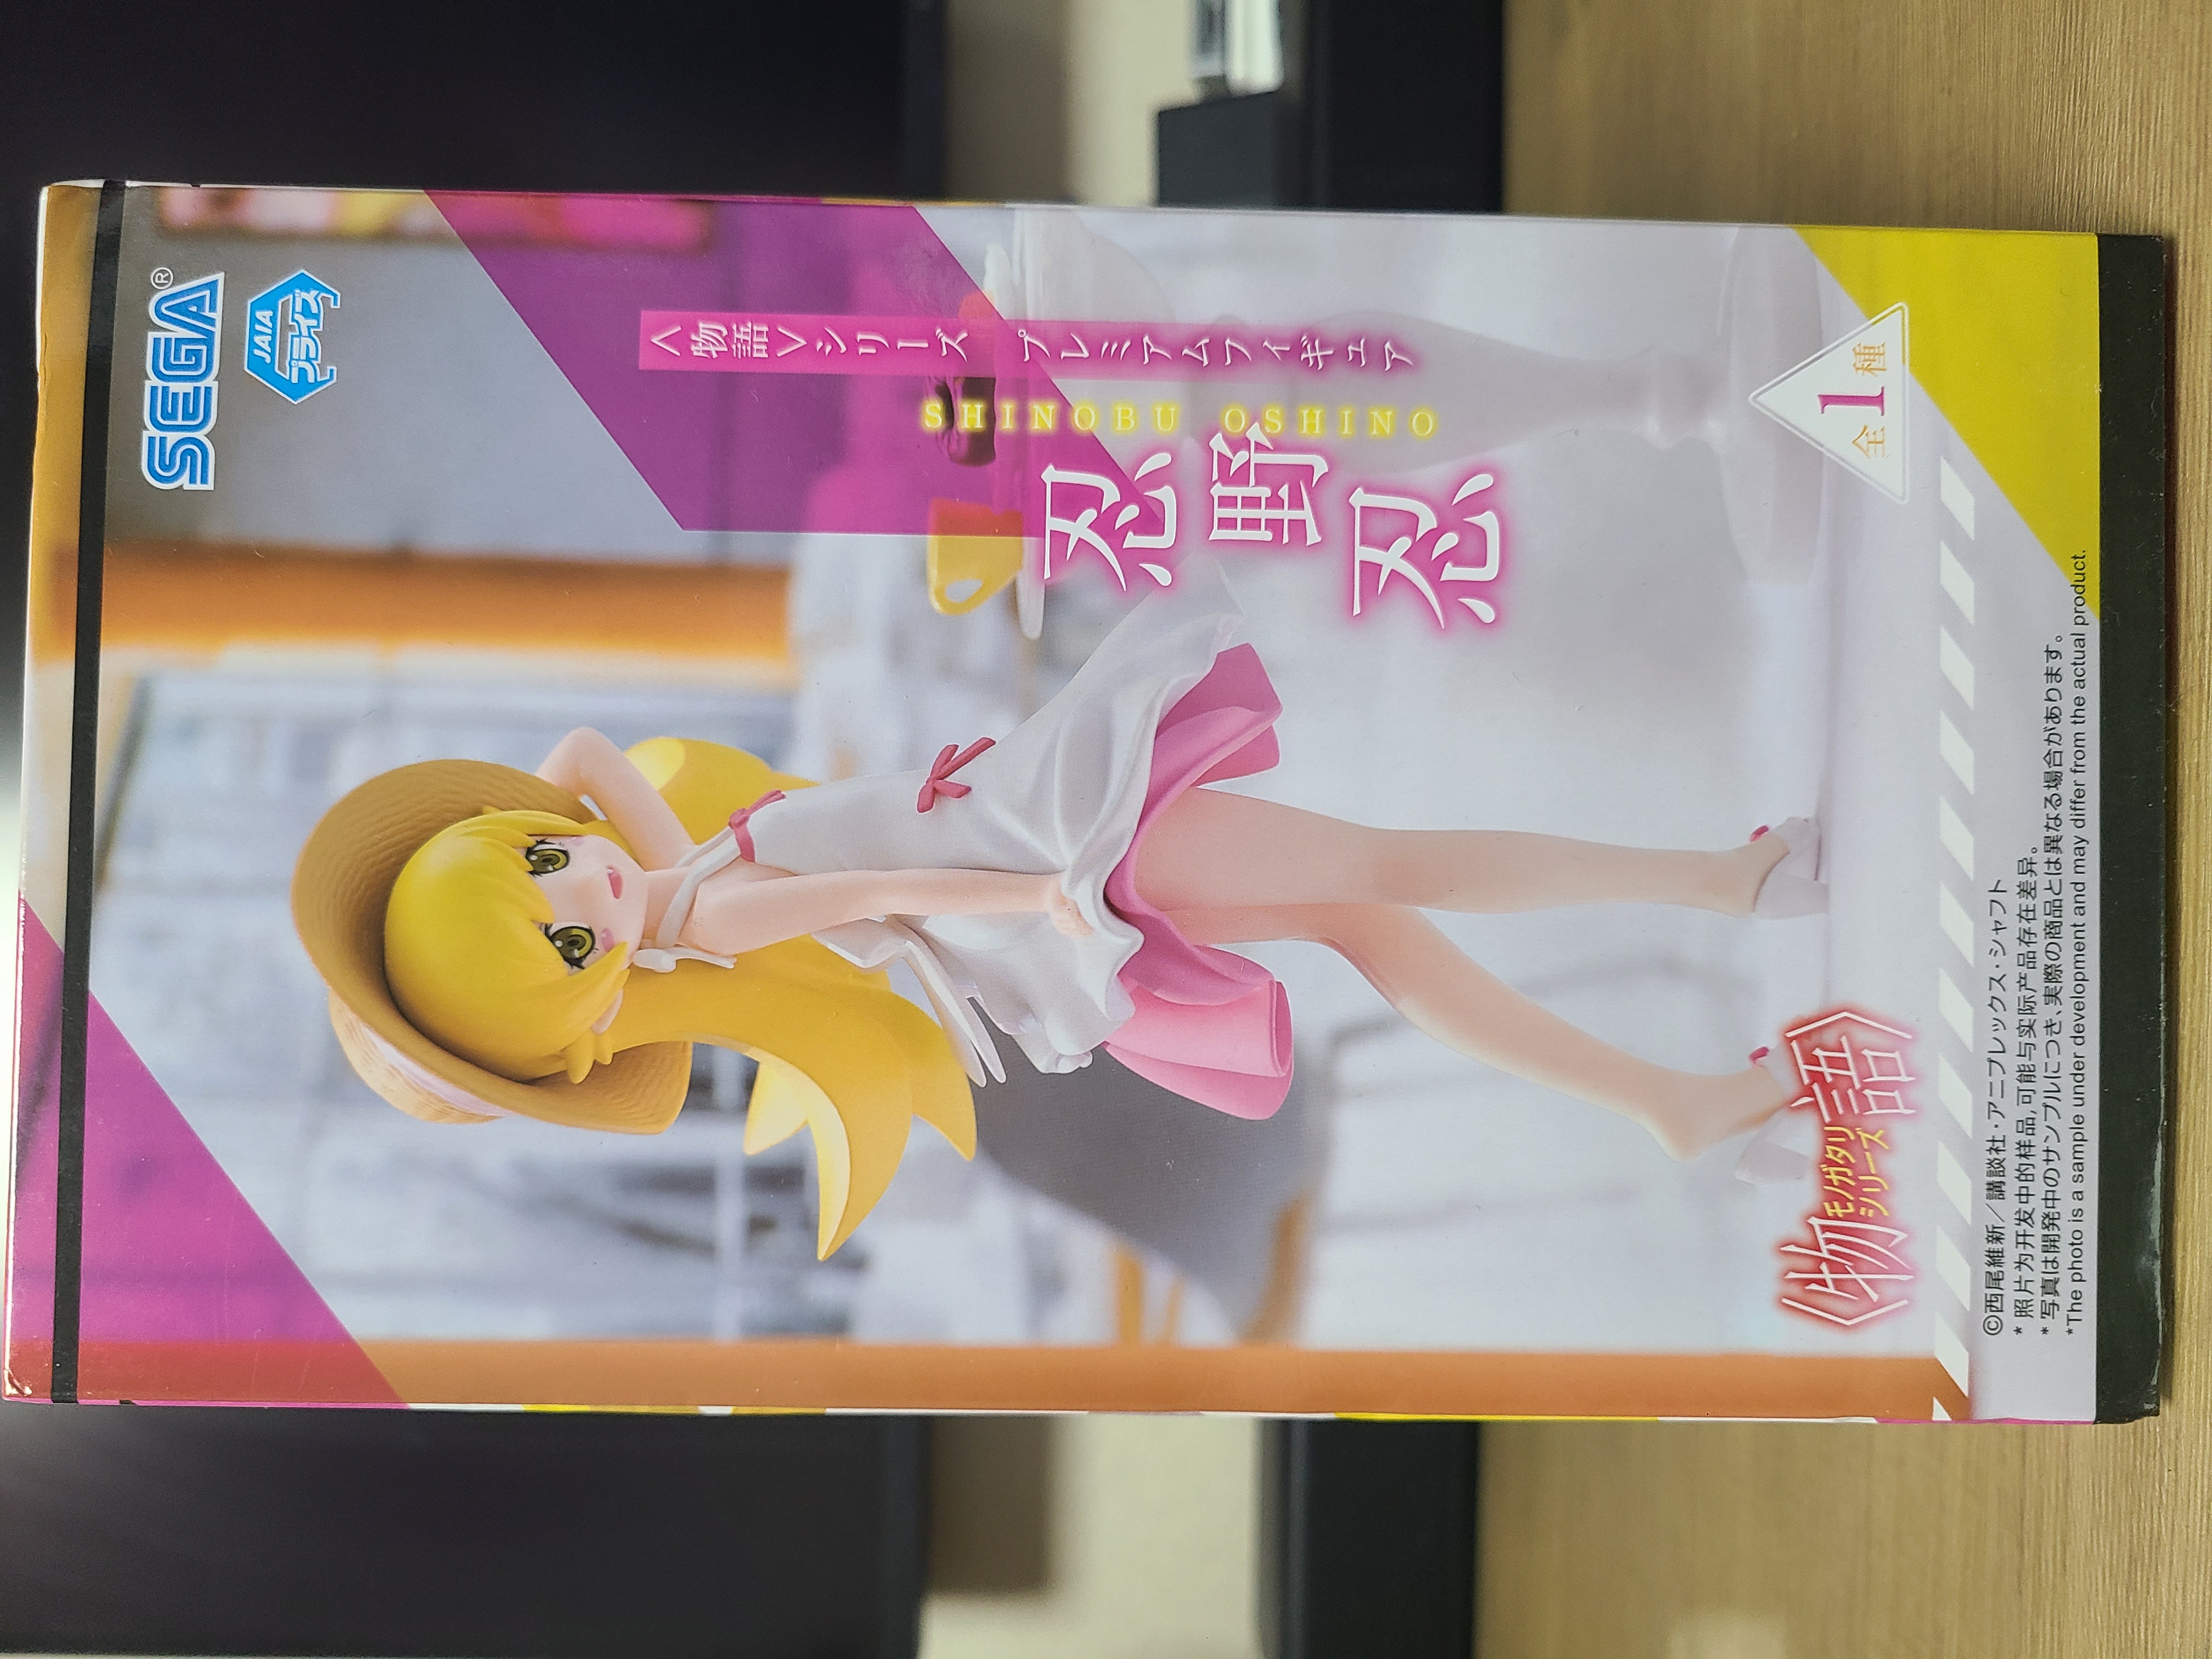 SEGA®
JAIA
プライズ
<物語>シリーズ プレミアムフィギュア
SHINOBU OSHINO
忍野忍
全1種
〈物語〉
モノガタリ
シリーズ
©西尾維新／講談社・アニプレックス・シャフト
* 照片为开发中的样品,可能与实际产品存在差异。
* 写真は開発中のサンプルにつき、実際の商品とは異なる場合があります。
*The photo is a sample under development and may differ from the actual product.